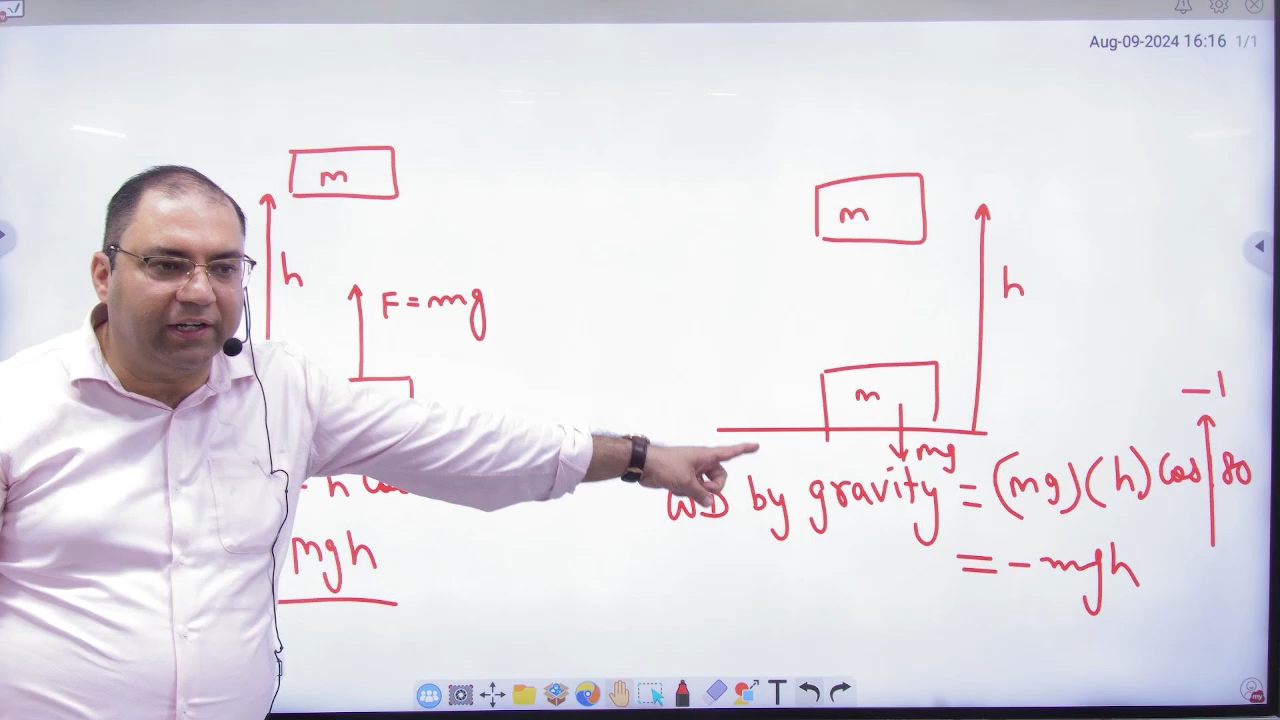 Aug-09-2024 16:16 1/1
m
h
F = mg
mgh
m
h
m
mg
-1
WD by gravity = (mg)(h) cos 180
= - mgh
T